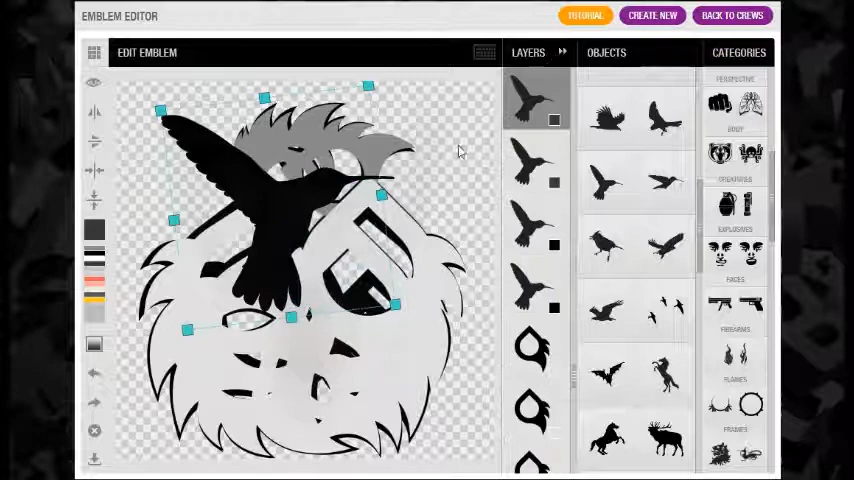 EMBLEM EDITOR
TUTORIAL
CREATE NEW
BACK TO CREWS
EDIT EMBLEM
LAYERS
OBJECTS
CATEGORIES
PERSPECTIVE
BODY
CREATURES
EXPLOSIVES
FACES
FIREARMS
FLAMES
FRAMES